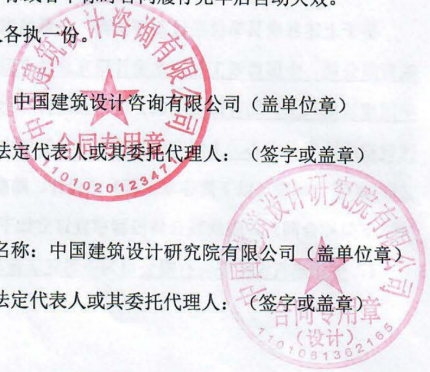 标的合同履行完毕后自动失效。
各执一份。
中国建筑设计咨询有限公司（盖单位章）
法定代表人或其委托代理人：（签字或盖章）
名称：中国建筑设计研究院有限公司（盖单位章）
法定代表人或其委托代理人：（签字或盖章）
中国建筑设计咨询有限公司
合同专用章
中国建筑设计研究院有限公司
合同专用章
（设计）